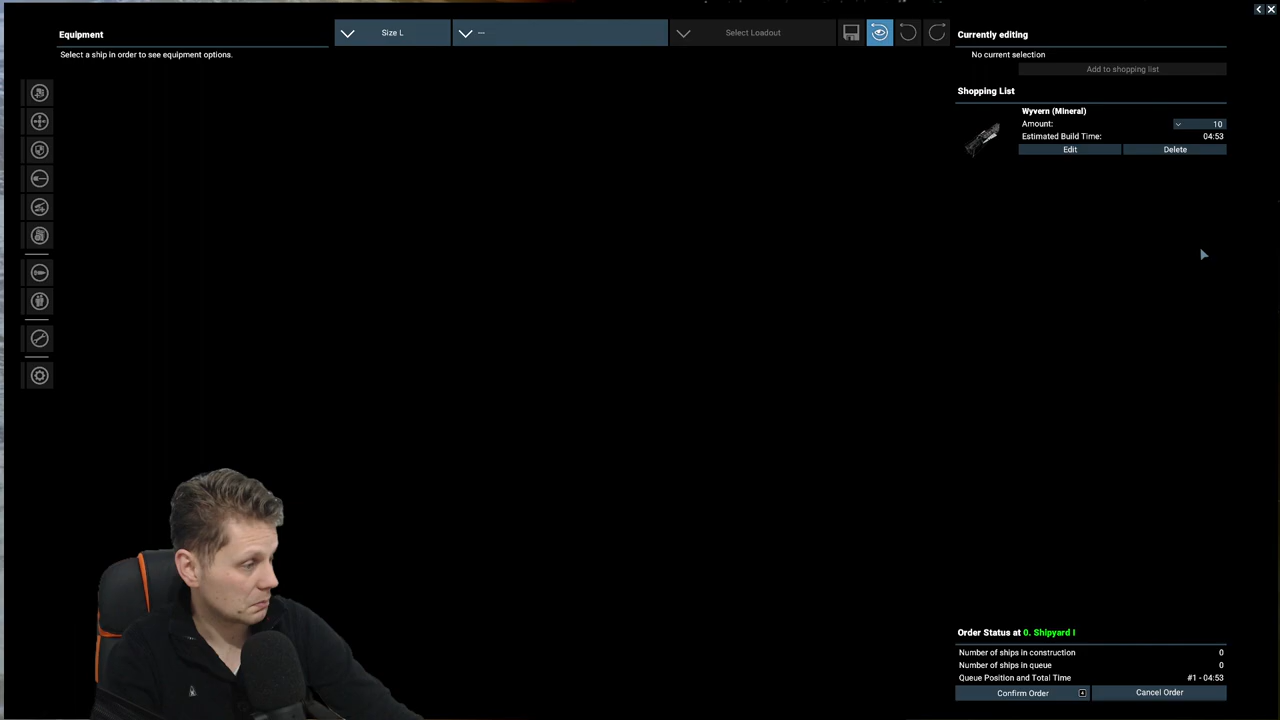 Equipment
Select a ship in order to see equipment options.
Size L
---
Select Loadout
Currently editing
No current selection
Add to shopping list
Shopping List
Wyvern (Mineral)
Amount: 10
Estimated Build Time: 04:53
Edit Delete
Order Status at 0. Shipyard I
Number of ships in construction 0
Number of ships in queue 0
Queue Position and Total Time #1 - 04:53
Confirm Order Cancel Order